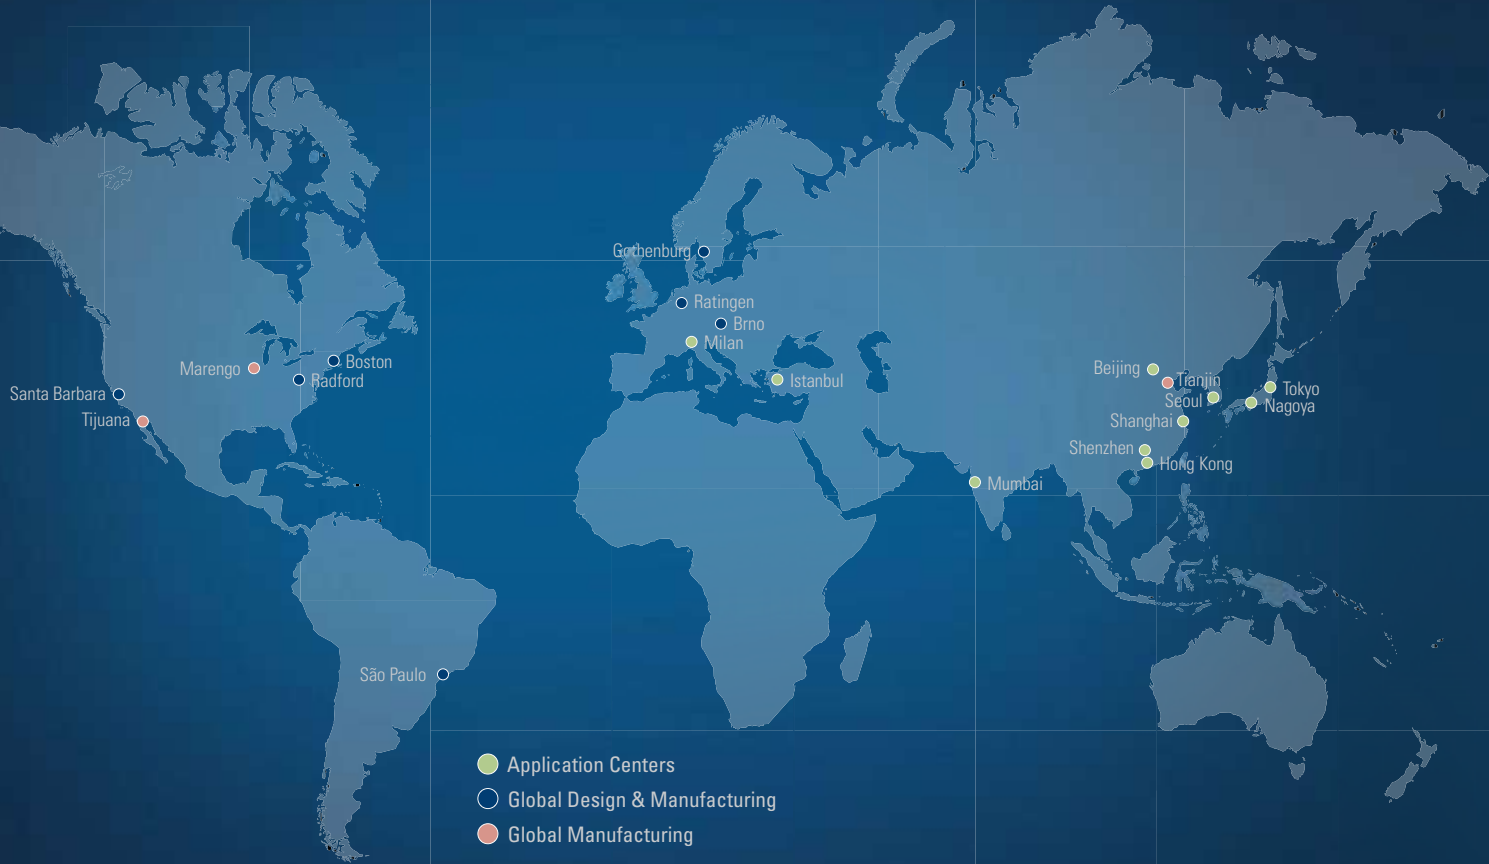 Gothenburg
Ratingen
Brno
Milan
Istanbul
Marengo
Boston
Radford
Santa Barbara
Tijuana
Beijing
Tianjin
Seoul
Tokyo
Nagoya
Shanghai
Shenzhen
Hong Kong
Mumbai
São Paulo
Application Centers
Global Design & Manufacturing
Global Manufacturing